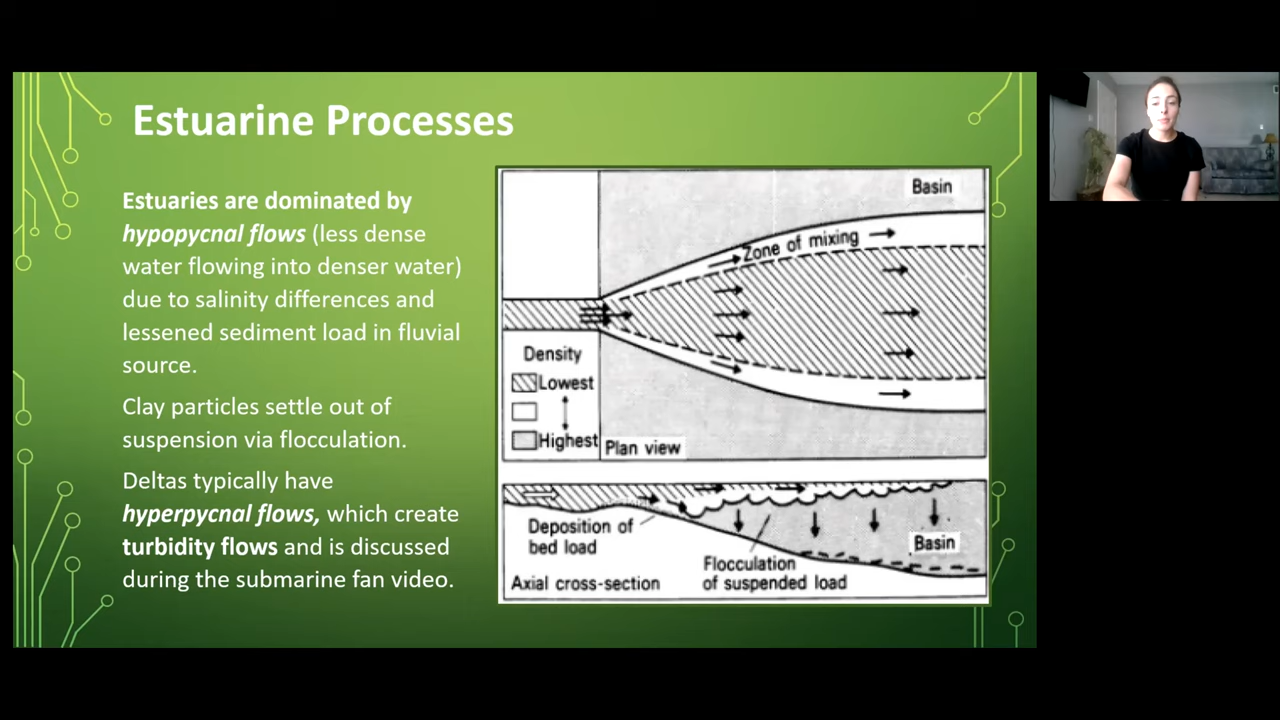 Estuarine Processes
Estuaries are dominated by
hypopycnal flows (less dense
water flowing into denser water)
due to salinity differences and
lessened sediment load in fluvial
source.
Clay particles settle out of
suspension via flocculation.
Deltas typically have
hyperpycnal flows, which create
turbidity flows and is discussed
during the submarine fan video.
Basin
Zone of mixing
Density
Lowest
Highest
Plan view
Deposition of
bed load
Flocculation
of suspended load
Basin
Axial cross-section